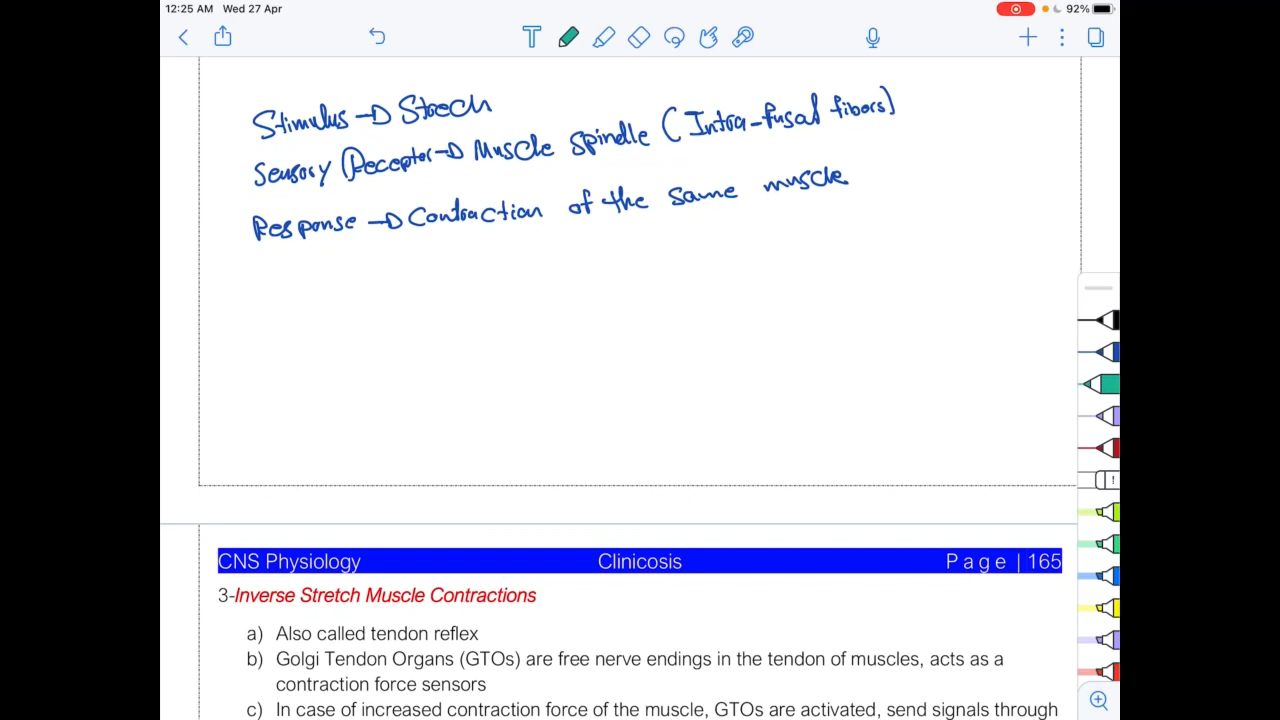 12:25 AM Wed 27 Apr 92%
Stimulus → Strech
Sensory Receptor → Muscle spindle (Intra-fusal fibers)
Response → Contraction of the same muscle
CNS Physiology Clinicosis Page | 165
3-Inverse Stretch Muscle Contractions
a) Also called tendon reflex
b) Golgi Tendon Organs (GTOs) are free nerve endings in the tendon of muscles, acts as a
contraction force sensors
c) In case of increased contraction force of the muscle, GTOs are activated, send signals through